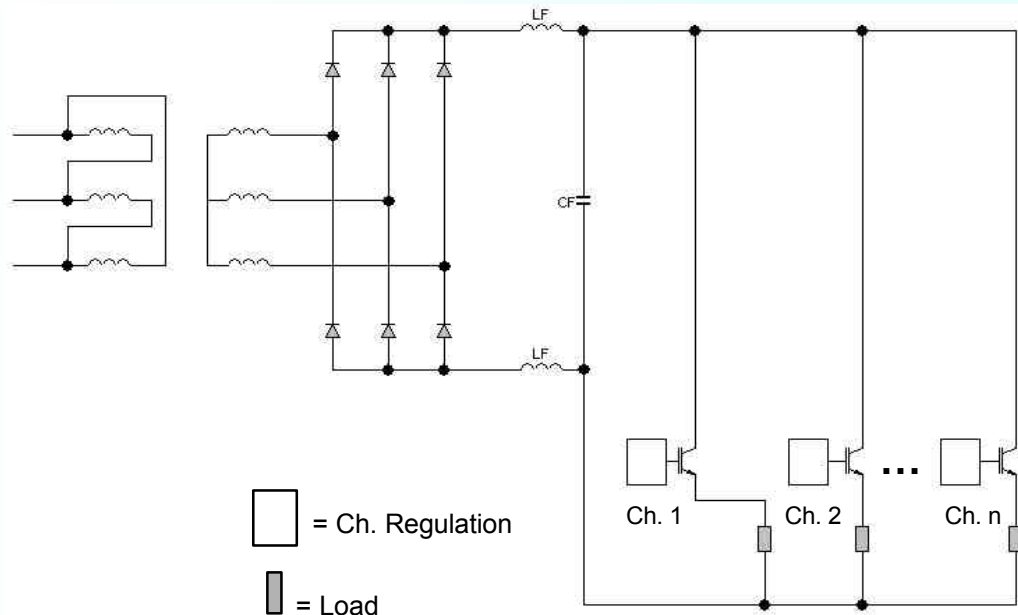 LF
CF
LF
Ch. 1
Ch. 2
...
Ch. n
= Ch. Regulation
= Load